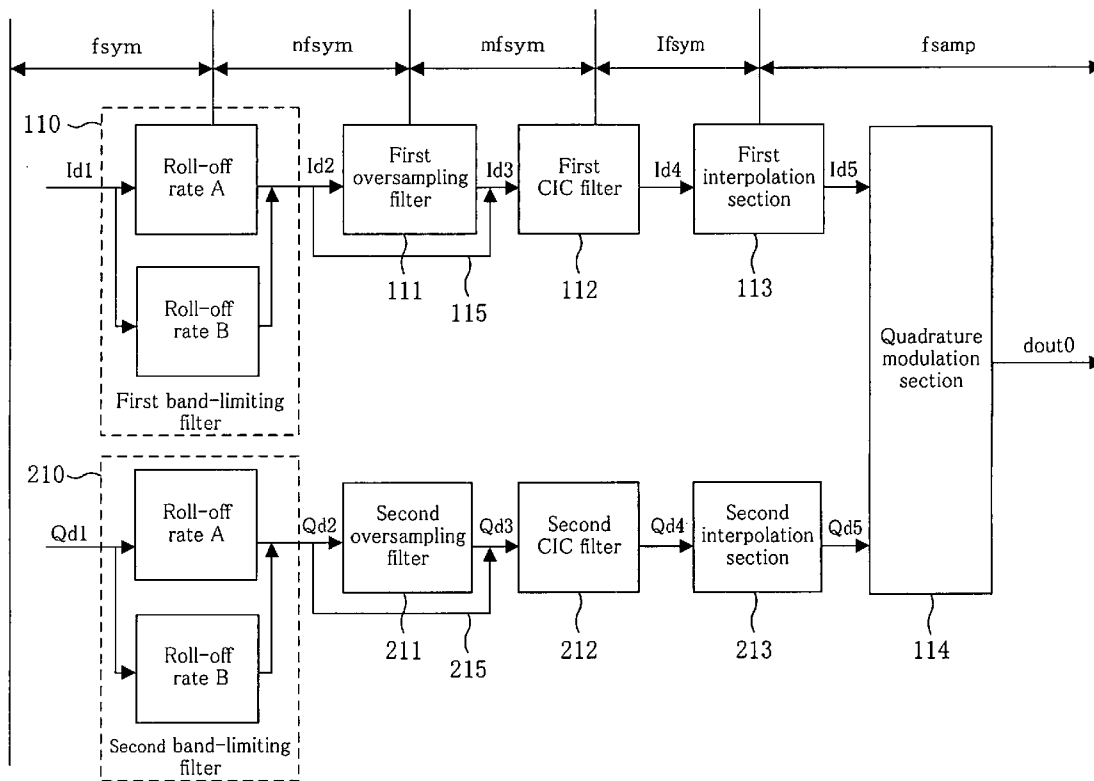 fsym
nfsym
mfsym
lfsym
fsamp
110
Id1
Roll-off
rate A
Id2
First
oversampling
filter
Id3
First
CIC filter
Id4
First
interpolation
section
Id5
111
115
112
113
Roll-off
rate B
First band-limiting
filter
Quadrature
modulation
section
dout0
210
Qd1
Roll-off
rate A
Qd2
Second
oversampling
filter
Qd3
Second
CIC filter
Qd4
Second
interpolation
section
Qd5
211
215
212
213
114
Roll-off
rate B
Second band-limiting
filter